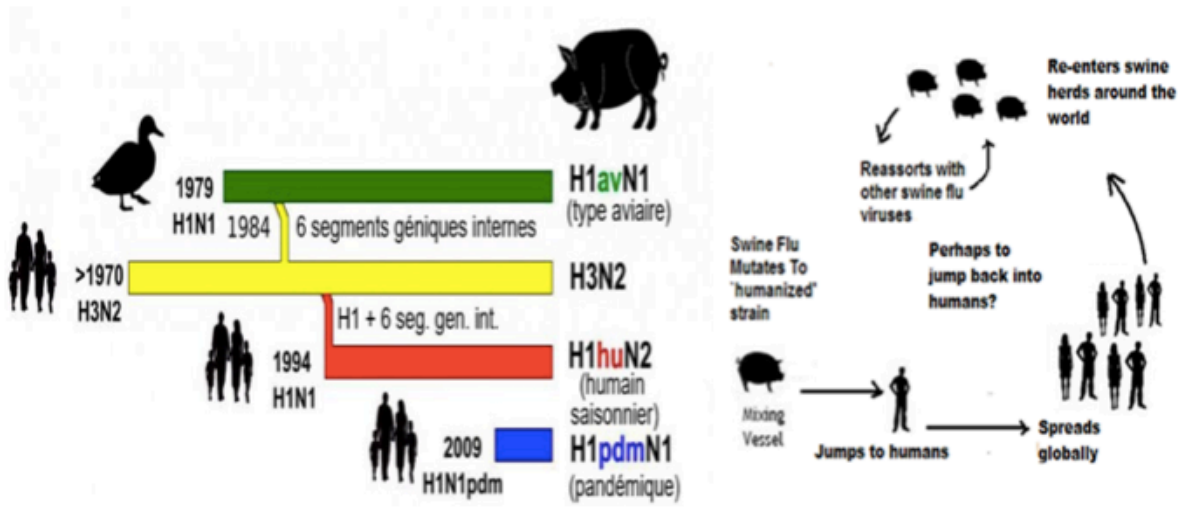 1979
H1N1
1984
6 segments géniques internes
H1avN1
(type aviaire)
>1970
H3N2
H3N2
H1 + 6 seg. gen. int.
1994
H1N1
H1huN2
(humain
saisonnier)
2009
H1N1pdm
H1pdmN1
(pandémique)
Re-enters swine
herds around the
world
Reassorts with
other swine flu
viruses
Swine Flu
Mutates To
'humanized'
strain
Perhaps to
jump back into
humans?
Mixing
Vessel
Jumps to humans
Spreads
globally